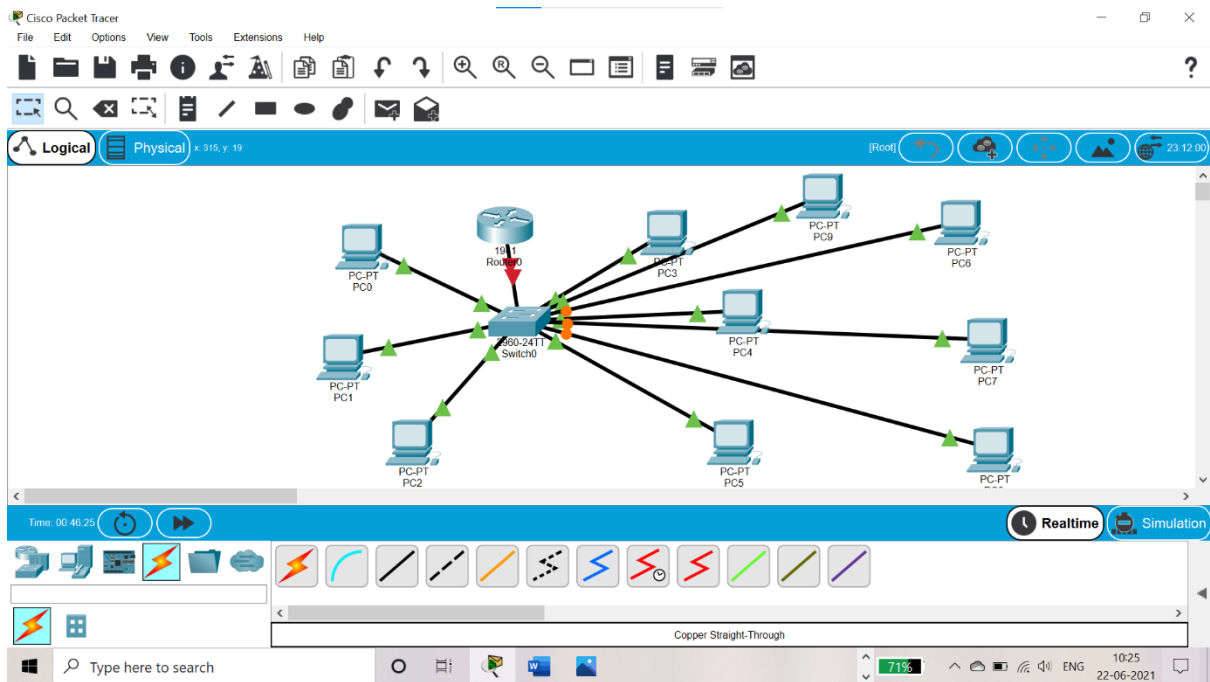 Cisco Packet Tracer
File Edit Options View Tools Extensions Help
Logical
Physical
x: 315, y: 19
[Root]
23:12:00
PC-PT
PC9
1941
Router0
PC-PT
PC3
PC-PT
PC6
PC-PT
PC0
2960-24TT
Switch0
PC-PT
PC4
PC-PT
PC7
PC-PT
PC1
PC-PT
PC2
PC-PT
PC5
PC-PT
Time: 00:46:25
Realtime
Simulation
Copper Straight-Through
Type here to search
71%
ENG
10:25
22-06-2021